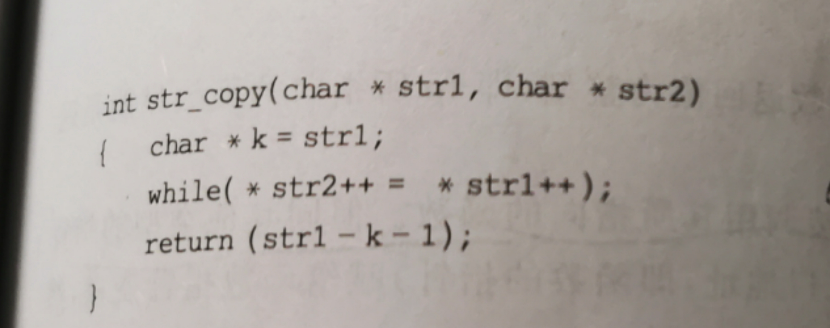 int str_copy(char * str1, char * str2)
{ char * k = str1;
while( * str2++ = * str1++);
return (str1 - k - 1);
}